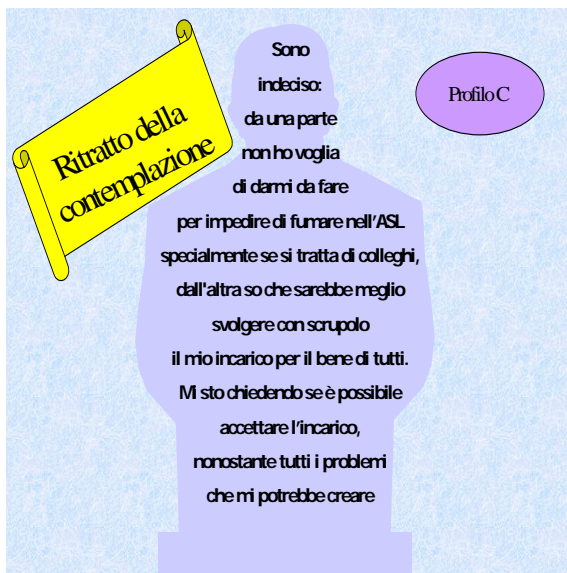 Ritratto della
contemplazione
Profilo C
Sono
indeciso:
da una parte
non ho voglia
di darmi da fare
per impedire di fumare nell'ASL
specialmente se si tratta di colleghi,
dall'altra so che sarebbe meglio
svolgere con scrupolo
il mio incarico per il bene di tutti.
Mi sto chiedendo se è possibile
accettare l'incarico,
nonostante tutti i problemi
che mi potrebbe creare